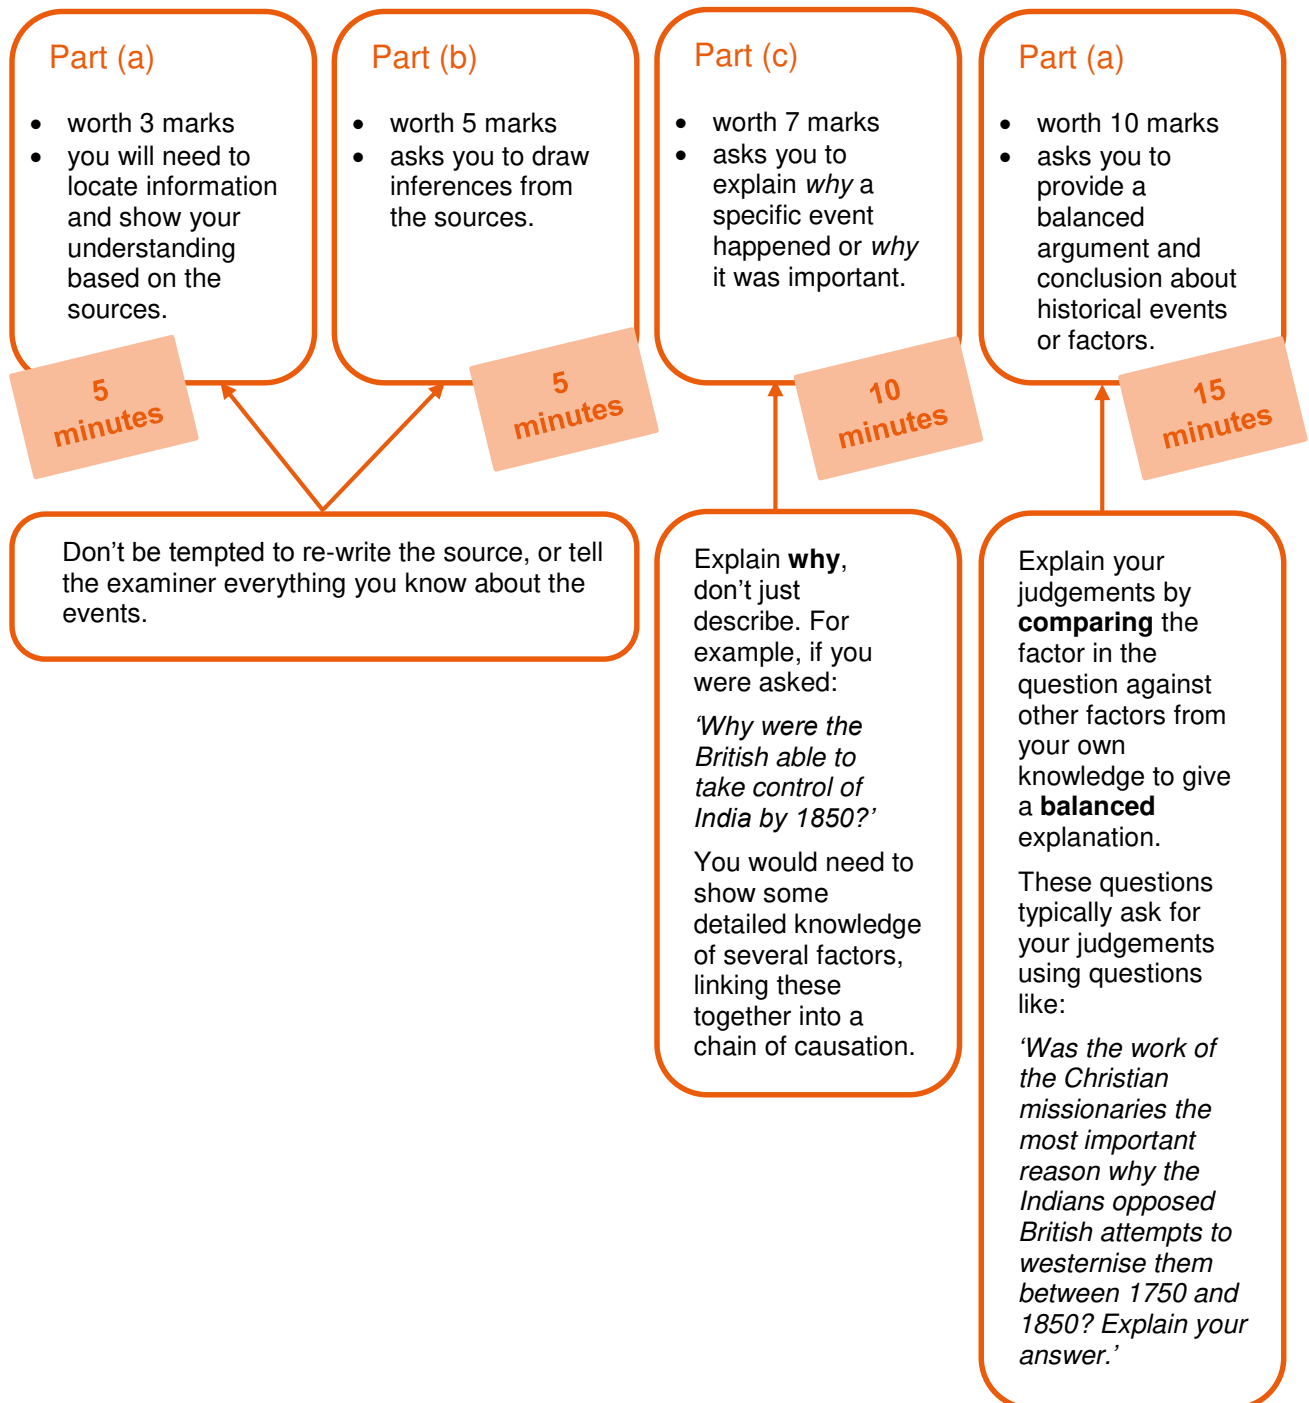 Part (a)
• worth 3 marks
• you will need to
locate information
and show your
understanding
based on the
sources.
5
minutes
Part (b)
• worth 5 marks
• asks you to draw
inferences from
the sources.
5
minutes
Part (c)
• worth 7 marks
• asks you to
explain why a
specific event
happened or why
it was important.
10
minutes
Part (a)
• worth 10 marks
• asks you to
provide a
balanced
argument and
conclusion about
historical events
or factors.
15
minutes
Don’t be tempted to re-write the source, or tell
the examiner everything you know about the
events.
Explain why,
don’t just
describe. For
example, if you
were asked:
‘Why were the
British able to
take control of
India by 1850?’
You would need to
show some
detailed knowledge
of several factors,
linking these
together into a
chain of causation.
Explain your
judgements by
comparing the
factor in the
question against
other factors from
your own
knowledge to give
a balanced
explanation.
These questions
typically ask for
your judgements
using questions
like:
‘Was the work of
the Christian
missionaries the
most important
reason why the
Indians opposed
British attempts to
westernise them
between 1750 and
1850? Explain your
answer.’